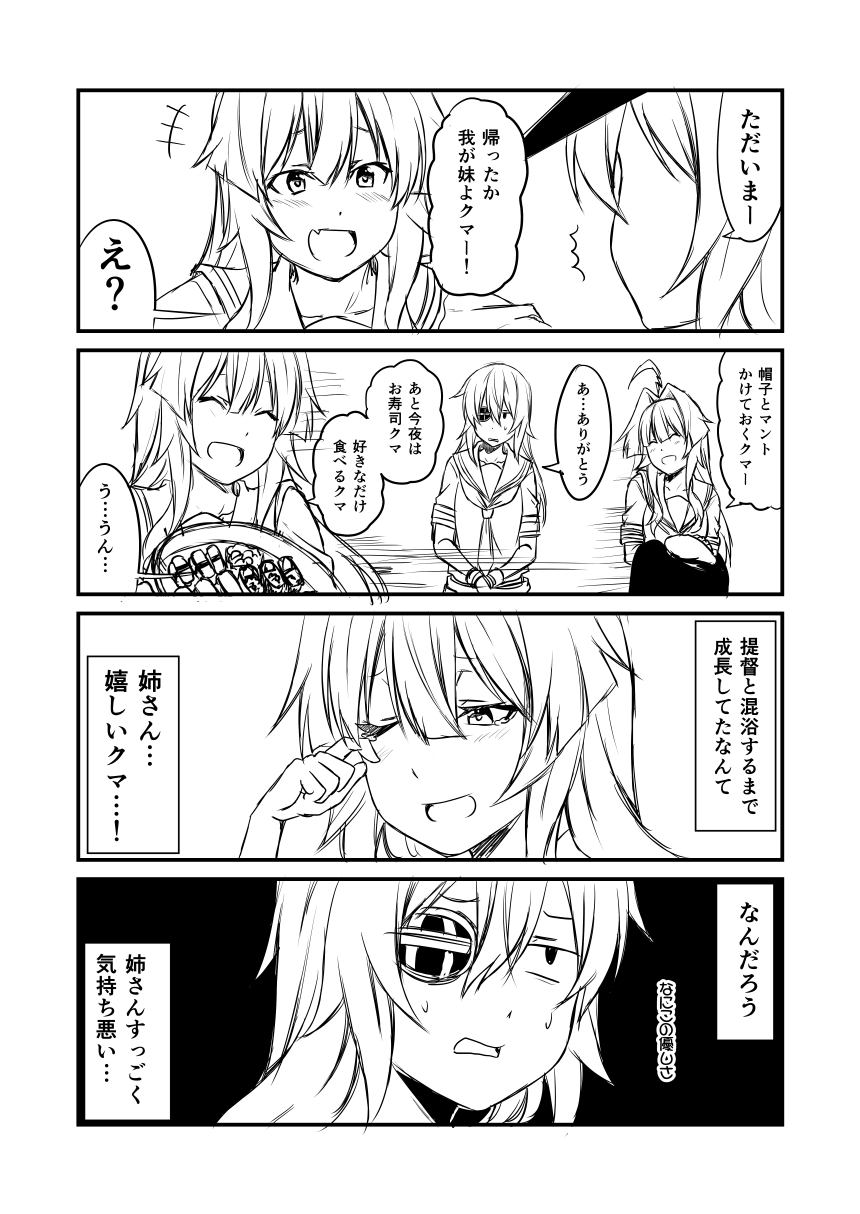 ただいまー
帰ったか
我が妹よクマー！
え？
帽子とマント
かけておくクマー
あ…ありがとう
あと今夜は
お寿司クマ
好きなだけ
食べるクマ
う…うん…
提督と混浴するまで
成長してたなんて
姉さん…
嬉しいクマ…！
なんだろう
なにこの優しさ
姉さんすっごく
気持ち悪い…